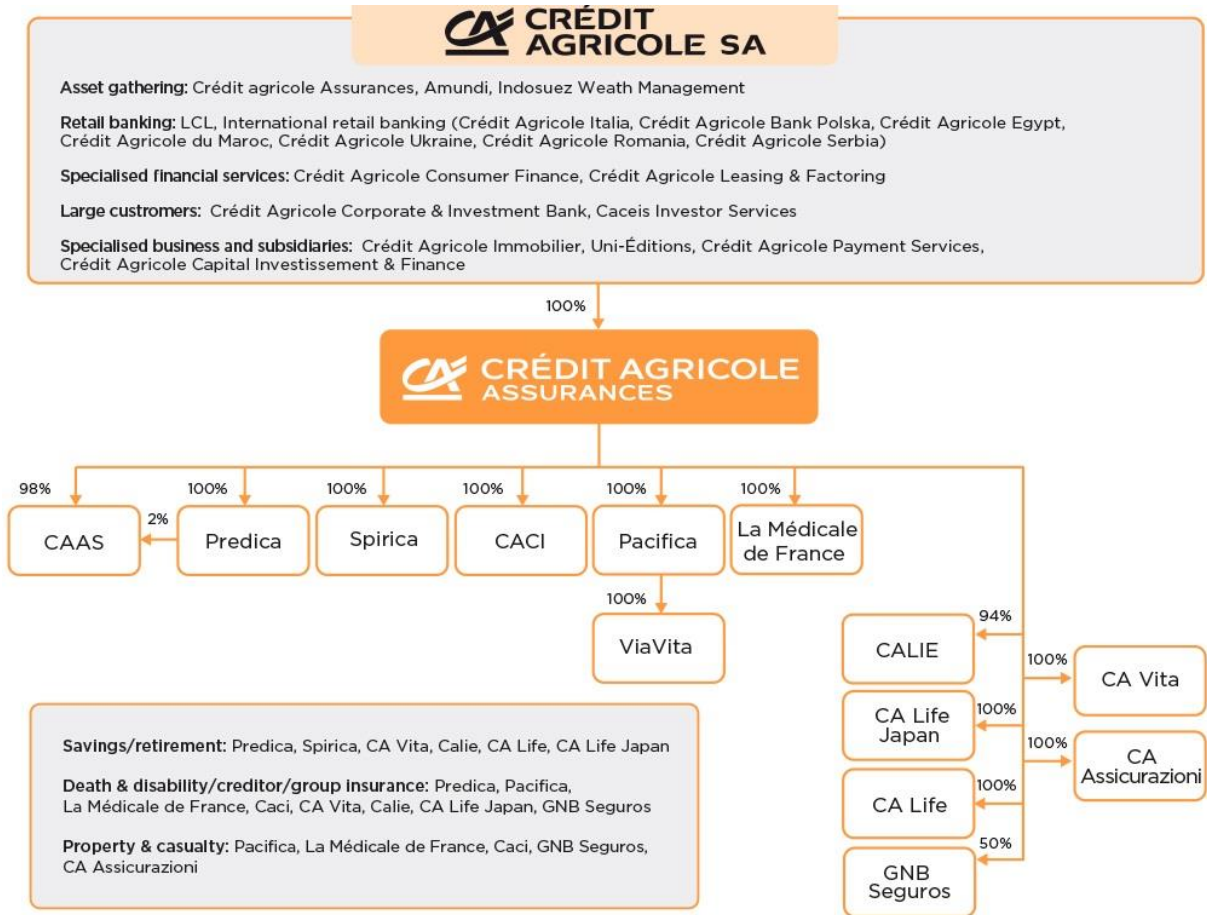 CRÉDIT
AGRICOLE SA
Asset gathering: Crédit agricole Assurances, Amundi, Indosuez Weath Management
Retail banking: LCL, International retail banking (Crédit Agricole Italia, Crédit Agricole Bank Polska, Crédit Agricole Egypt,
Crédit Agricole du Maroc, Crédit Agricole Ukraine, Crédit Agricole Romania, Crédit Agricole Serbia)
Specialised financial services: Crédit Agricole Consumer Finance, Crédit Agricole Leasing & Factoring
Large custromers: Crédit Agricole Corporate & Investment Bank, Caceis Investor Services
Specialised business and subsidiaries: Crédit Agricole Immobilier, Uni-Éditions, Crédit Agricole Payment Services,
Crédit Agricole Capital Investissement & Finance
100%
CRÉDIT AGRICOLE
ASSURANCES
98%
100%
100%
100%
100%
100%
CAAS
2%
Predica
Spirica
CACI
Pacifica
La Médicale
de France
100%
ViaVita
94%
CALIE
100%
CA Vita
100%
CA Life
Japan
100%
CA
Assicurazioni
100%
CA Life
50%
GNB
Seguros
Savings/retirement: Predica, Spirica, CA Vita, Calie, CA Life, CA Life Japan
Death & disability/creditor/group insurance: Predica, Pacifica,
La Médicale de France, Caci, CA Vita, Calie, CA Life Japan, GNB Seguros
Property & casualty: Pacifica, La Médicale de France, Caci, GNB Seguros,
CA Assicurazioni